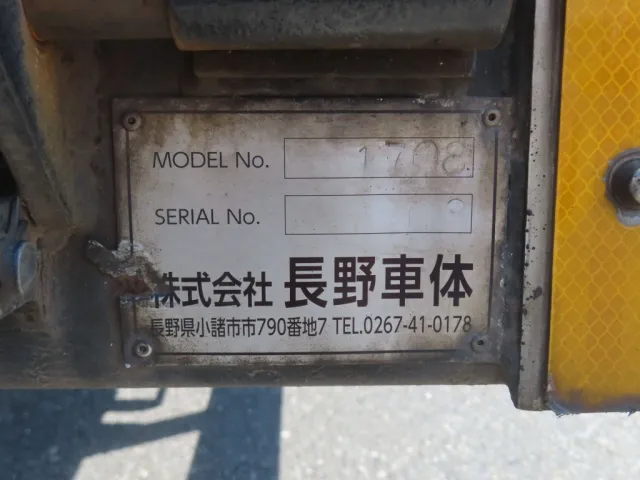 MODEL No. 1708
SERIAL No.
株式会社 長野車体
長野県小諸市市790番地7 TEL.0267-41-0178